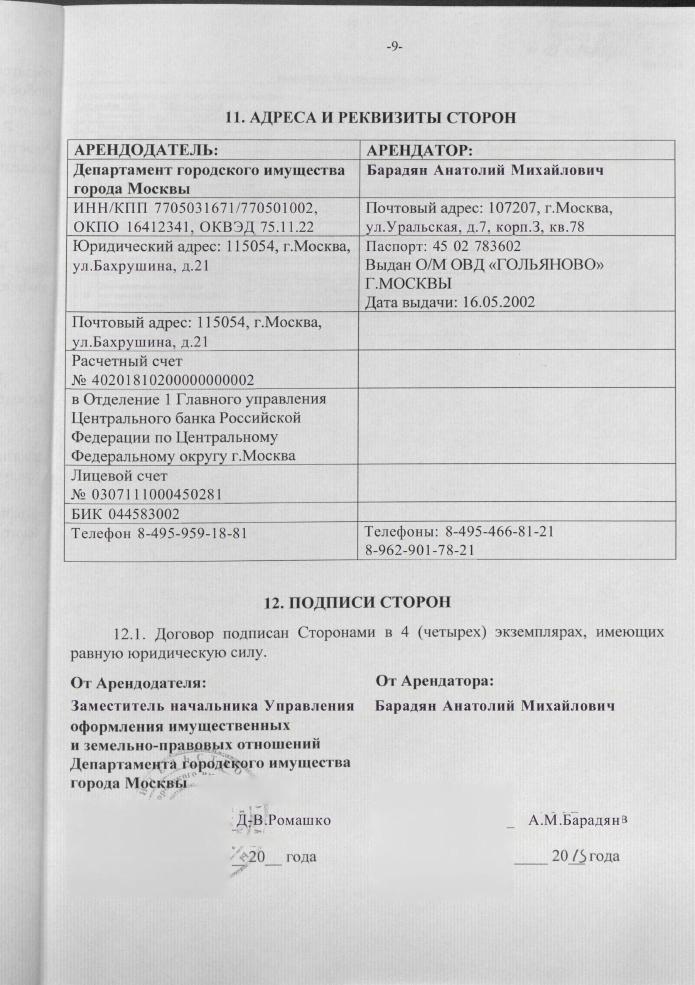 -9-
11. АДРЕСА И РЕКВИЗИТЫ СТОРОН
АРЕНДОДАТЕЛЬ:
АРЕНДАТОР:
Департамент городского имущества
города Москвы
Барадян Анатолий Михайлович
ИНН/КПП 7705031671/770501002,
ОКПО 16412341, ОКВЭД 75.11.22
Почтовый адрес: 107207, г.Москва,
ул.Уральская, д.7, корп.3, кв.78
Юридический адрес: 115054, г.Москва,
ул.Бахрушина, д.21
Паспорт: 45 02 783602
Выдан О/М ОВД «ГОЛЬЯНОВО»
Г.МОСКВЫ
Дата выдачи: 16.05.2002
Почтовый адрес: 115054, г.Москва,
ул.Бахрушина, д.21
Расчетный счет
№ 40201810200000000002
в Отделение 1 Главного управления
Центрального банка Российской
Федерации по Центральному
Федеральному округу г.Москва
Лицевой счет
№ 0307111000450281
БИК 044583002
Телефон 8-495-959-18-81
Телефоны: 8-495-466-81-21
8-962-901-78-21
12. ПОДПИСИ СТОРОН
12.1. Договор подписан Сторонами в 4 (четырех) экземплярах, имеющих
равную юридическую силу.
От Арендодателя:
От Арендатора:
Заместитель начальника Управления
оформления имущественных
и земельно-правовых отношений
Департамента городского имущества
города Москвы
Барадян Анатолий Михайлович
Д.В.Ромашко
А.М.Барадян
20__ года
____ 2015 года